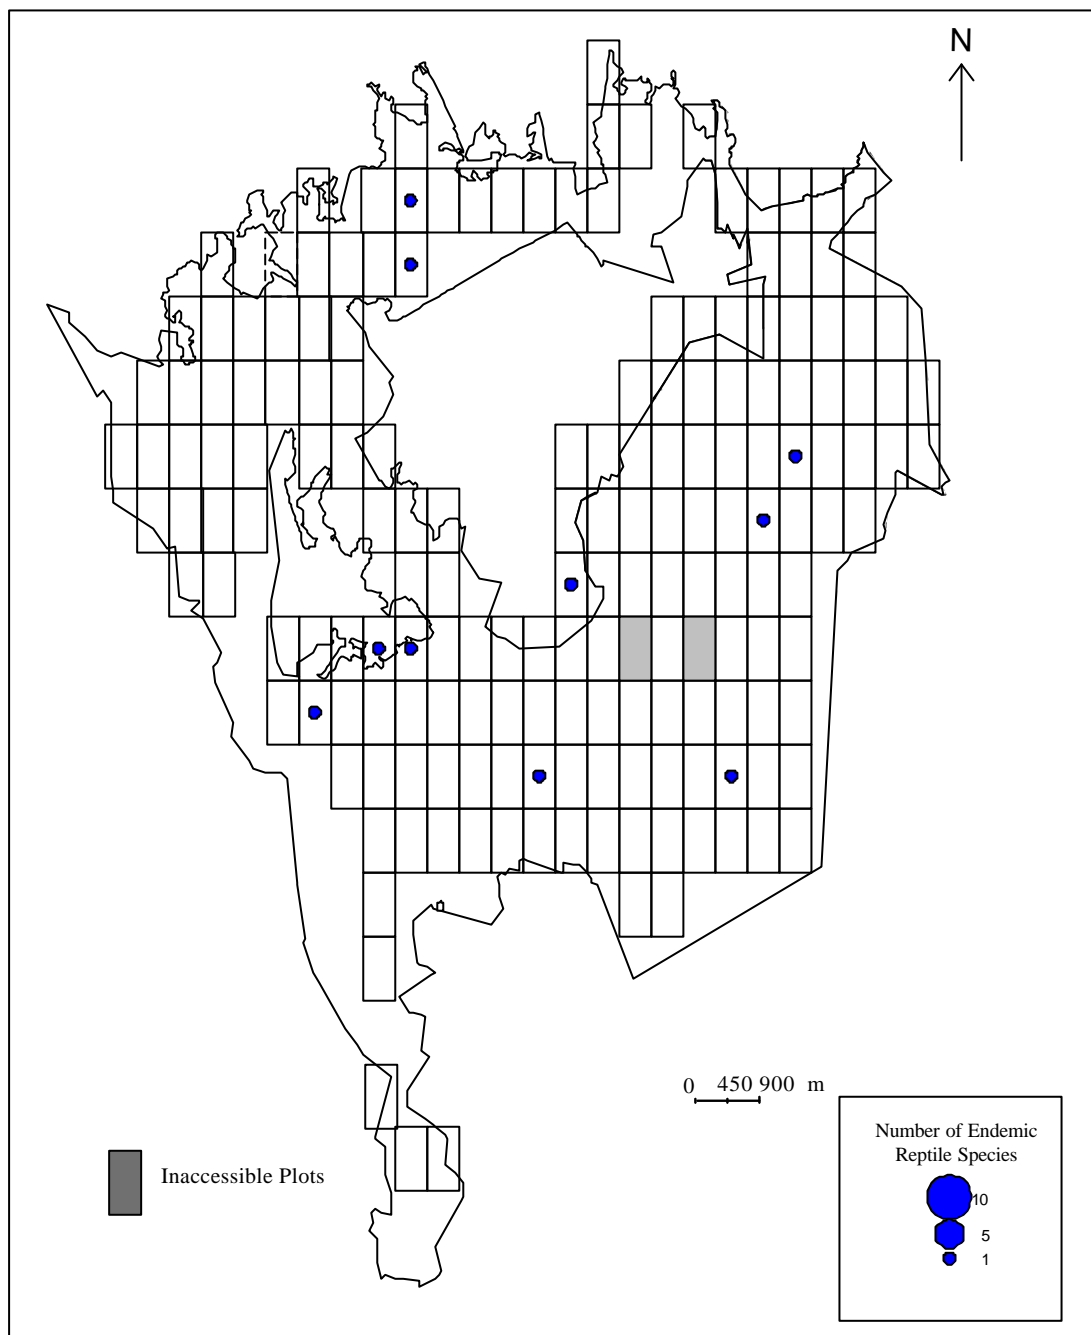 N
0 450 900 m
Inaccessible Plots
Number of Endemic
Reptile Species
10
5
1